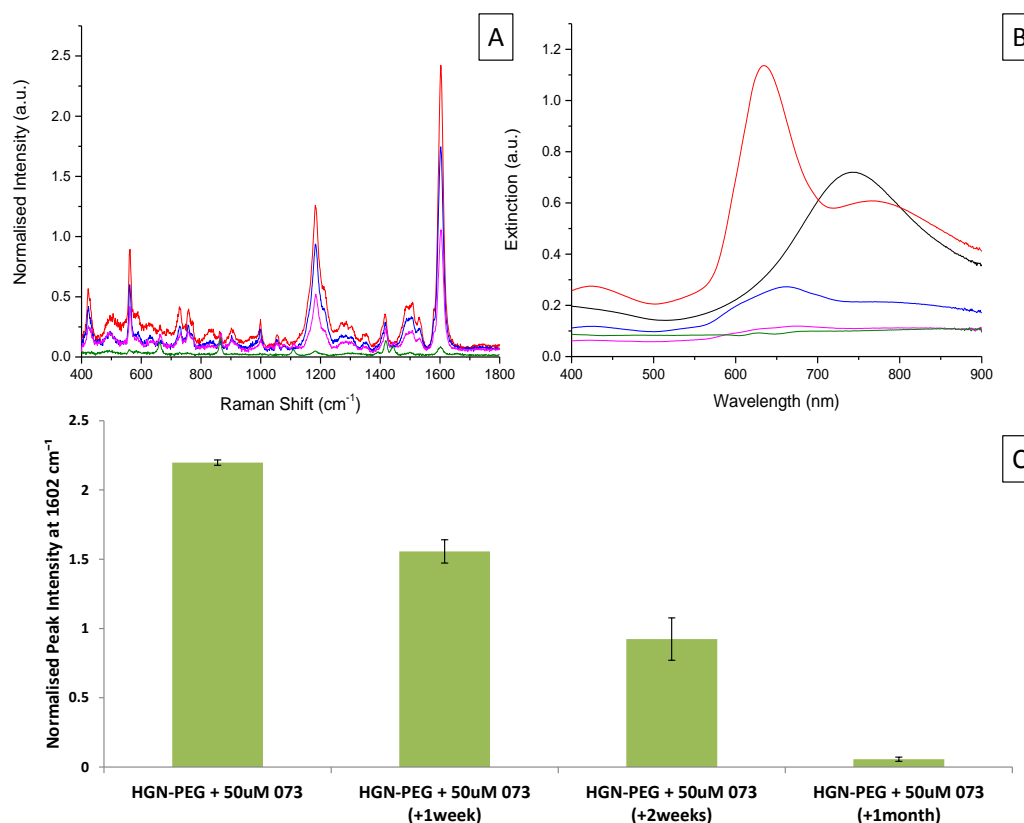 A
Normalised Intensity (a.u.)
2.5
2.0
1.5
1.0
0.5
0.0
400 600 800 1000 1200 1400 1600 1800
Raman Shift (cm⁻¹)
B
Extinction (a.u.)
1.2
1.0
0.8
0.6
0.4
0.2
0.0
400 500 600 700 800 900
Wavelength (nm)
C
Normalised Peak Intensity at 1602 cm⁻¹
2.5
2
1.5
1
0.5
0
HGN-PEG + 50uM 073
HGN-PEG + 50uM 073
(+1week)
HGN-PEG + 50uM 073
(+2weeks)
HGN-PEG + 50uM 073
(+1month)